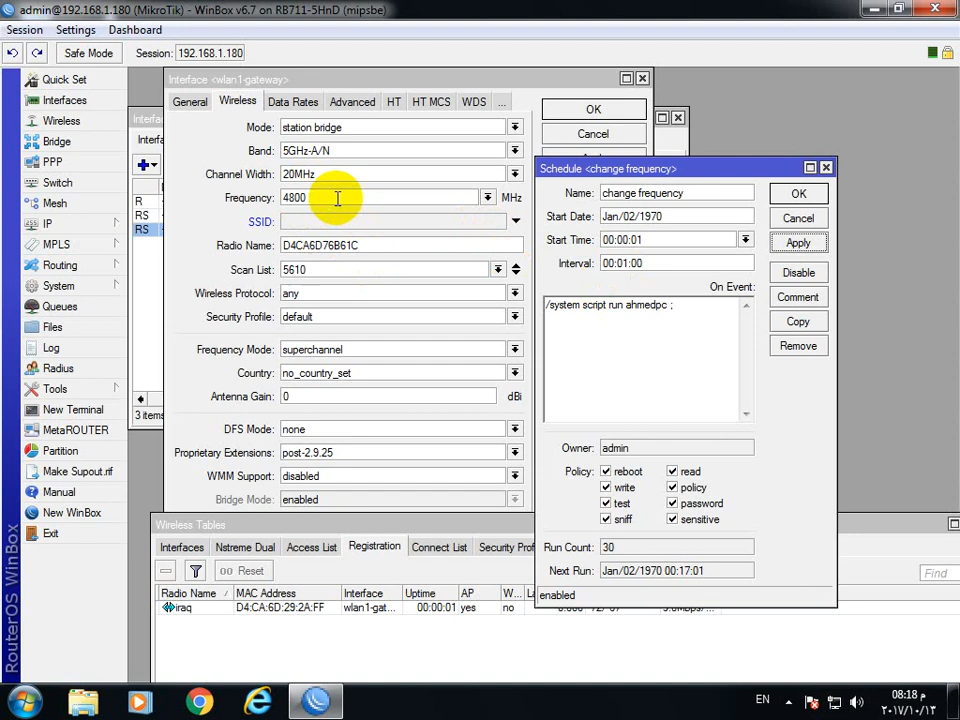 admin@192.168.1.180 (MikroTik) - WinBox v6.7 on RB711-5HnD (mipsbe)
Session Settings Dashboard
Safe Mode Session: 192.168.1.180
RouterOS WinBox
Quick Set
Interfaces
Wireless
Bridge
PPP
Switch
Mesh
IP
MPLS
Routing
System
Queues
Files
Log
Radius
Tools
New Terminal
MetaROUTER
Partition
Make Supout.rif
Manual
New WinBox
Exit
R
RS
RS
Interface <wlan1-gateway>
General Wireless Data Rates Advanced HT HT MCS WDS ...
OK
Cancel
Mode: station bridge
Band: 5GHz-A/N
Channel Width: 20MHz
Frequency: 4800 MHz
SSID:
Radio Name: D4CA6D76B61C
Scan List: 5610
Wireless Protocol: any
Security Profile: default
Frequency Mode: superchannel
Country: no_country_set
Antenna Gain: 0 dBi
DFS Mode: none
Proprietary Extensions: post-2.9.25
WMM Support: disabled
Bridge Mode: enabled
Schedule <change frequency>
Name: change frequency
Start Date: Jan/02/1970
Start Time: 00:00:01
Interval: 00:01:00
On Event:
/system script run ahmedpc ;
OK
Cancel
Apply
Disable
Comment
Copy
Remove
Owner: admin
Policy: reboot read
write policy
test password
sniff sensitive
Run Count: 30
Next Run: Jan/02/1970 00:17:01
enabled
Wireless Tables
Interfaces Nstreme Dual Access List Registration Connect List Security Prof
Reset
Find
Radio Name MAC Address Interface Uptime AP W...
iraq D4:CA:6D:29:2A:FF wlan1-gat... 00:00:01 yes no
EN
08:18 م
٢٠١٧/١٠/١٣